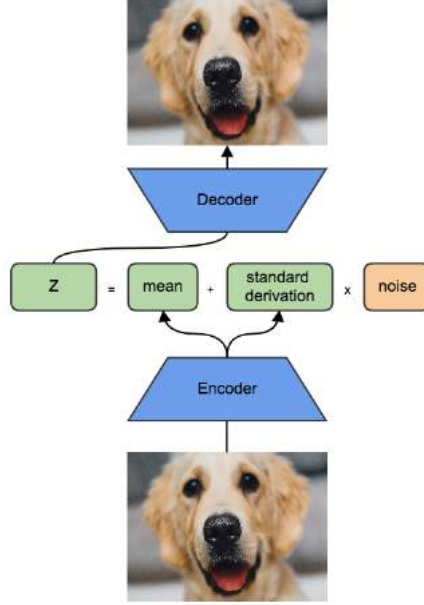 Decoder
Z = mean + standard derivation x noise
Encoder